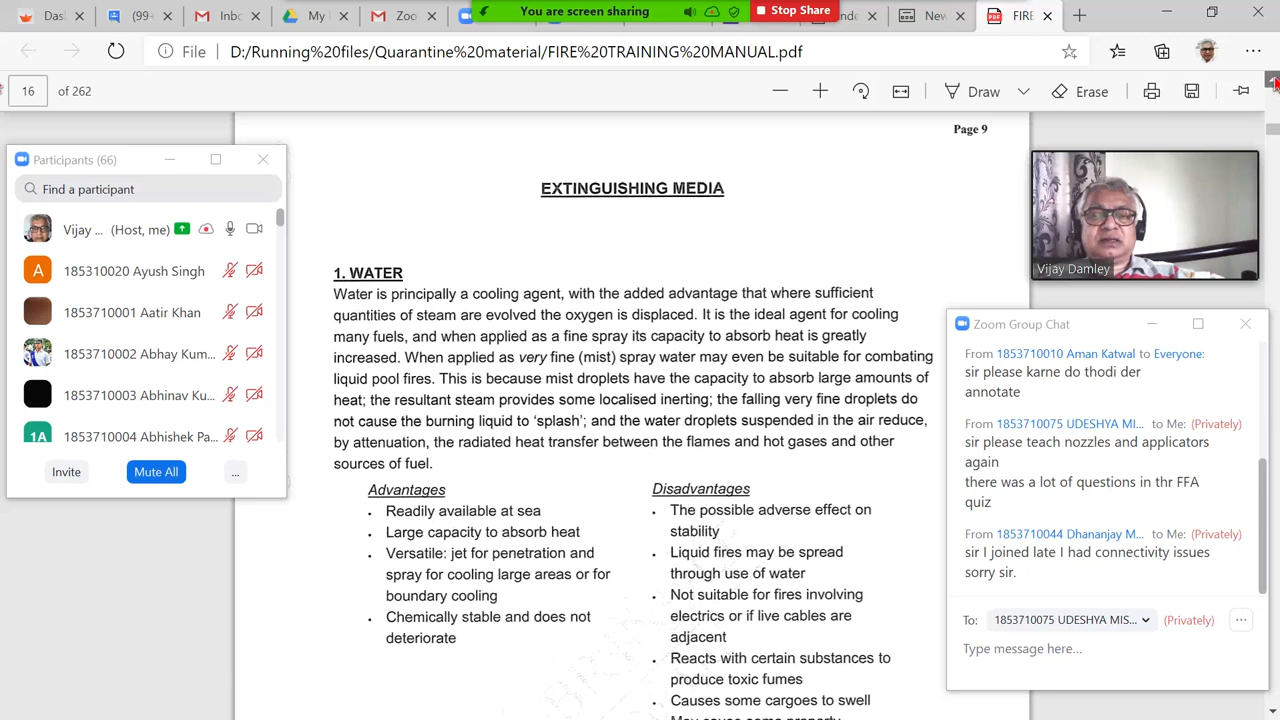 Das
(99
Inb
My
Zoo
You are screen sharing
Stop Share
nde
New
FIRE
File
D:/Running%20files/Quarantine%20material/FIRE%20TRAINING%20MANUAL.pdf
16 of 262
Draw
Erase
Page 9
EXTINGUISHING MEDIA
1. WATER
Water is principally a cooling agent, with the added advantage that where sufficient
quantities of steam are evolved the oxygen is displaced. It is the ideal agent for cooling
many fuels, and when applied as a fine spray its capacity to absorb heat is greatly
increased. When applied as very fine (mist) spray water may even be suitable for combating
liquid pool fires. This is because mist droplets have the capacity to absorb large amounts of
heat; the resultant steam provides some localised inerting; the falling very fine droplets do
not cause the burning liquid to ‘splash’; and the water droplets suspended in the air reduce,
by attenuation, the radiated heat transfer between the flames and hot gases and other
sources of fuel.
Advantages
• Readily available at sea
• Large capacity to absorb heat
• Versatile: jet for penetration and
spray for cooling large areas or for
boundary cooling
• Chemically stable and does not
deteriorate
Disadvantages
• The possible adverse effect on
stability
• Liquid fires may be spread
through use of water
• Not suitable for fires involving
electrics or if live cables are
adjacent
• Reacts with certain substances to
produce toxic fumes
• Causes some cargoes to swell
May cause some property
Participants (66)
Find a participant
Vijay ... (Host, me)
A 185310020 Ayush Singh
1853710001 Aatir Khan
1853710002 Abhay Kum...
1853710003 Abhinav Ku...
1A 1853710004 Abhishek Pa...
Invite
Mute All
...
Vijay Damley
Zoom Group Chat
From 1853710010 Aman Katwal to Everyone:
sir please karne do thodi der
annotate
From 1853710075 UDESHYA MI... to Me: (Privately)
sir please teach nozzles and applicators
again
there was a lot of questions in thr FFA
quiz
From 1853710044 Dhananjay M... to Me: (Privately)
sir I joined late I had connectivity issues
sorry sir.
To: 1853710075 UDESHYA MIS... (Privately)
Type message here...